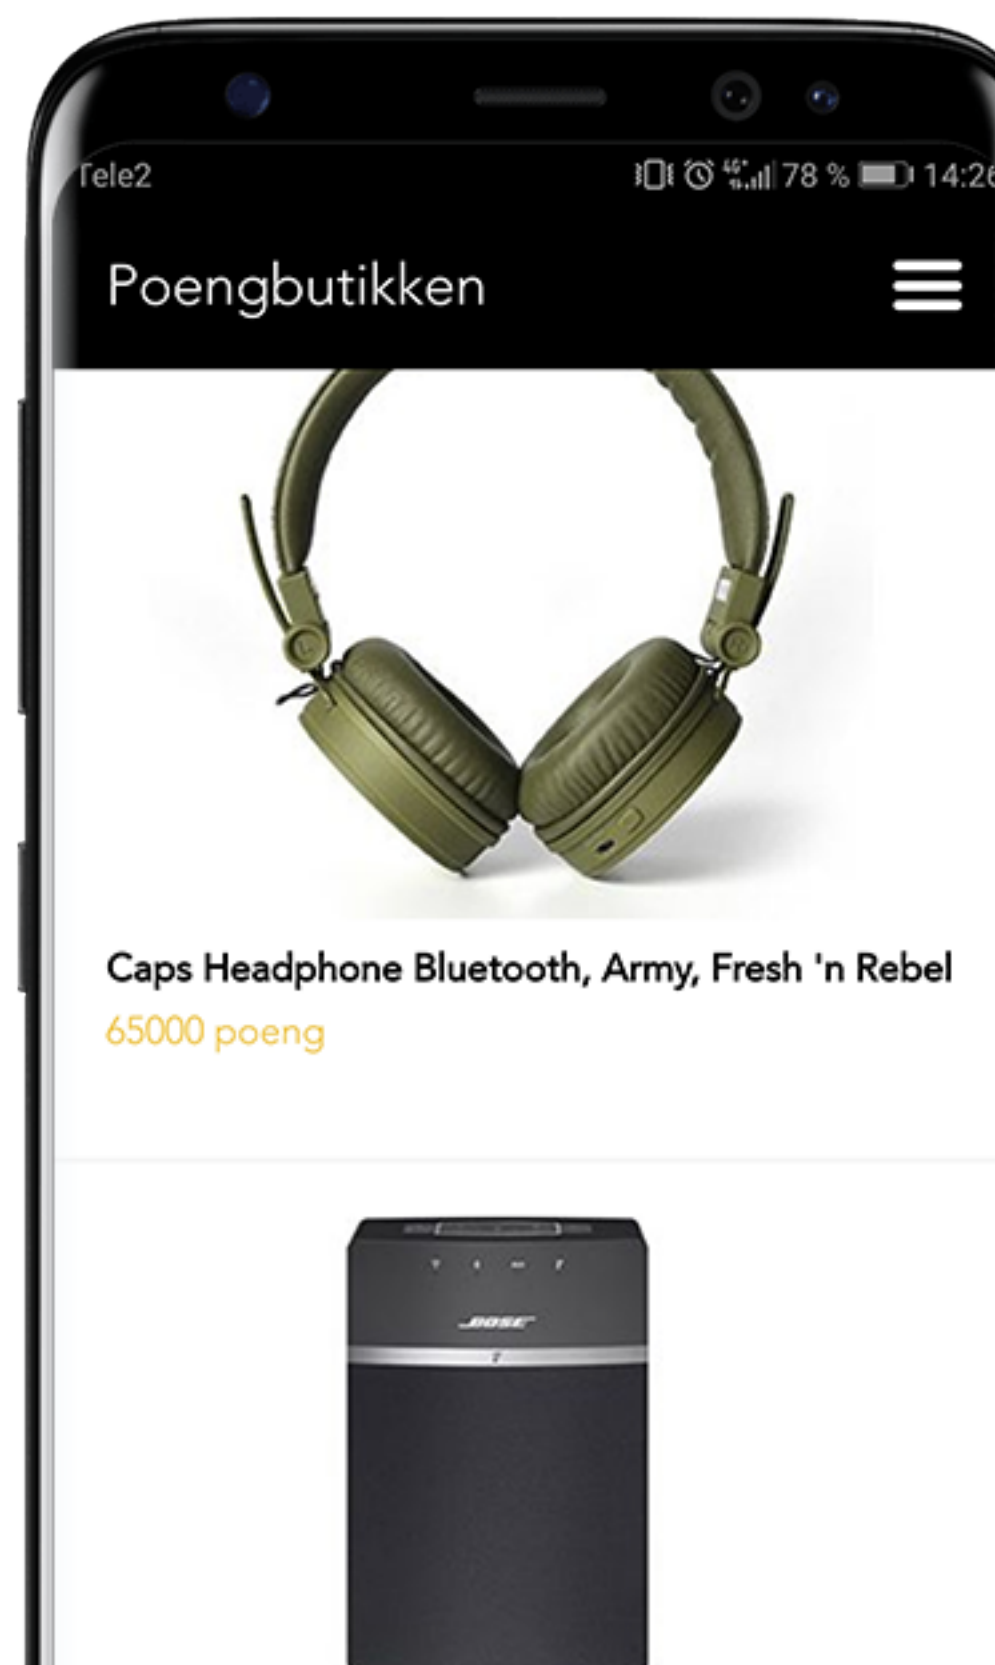 Tele2 78 % 14:26
Poengbutikken
Caps Headphone Bluetooth, Army, Fresh 'n Rebel
65000 poeng
BOSE